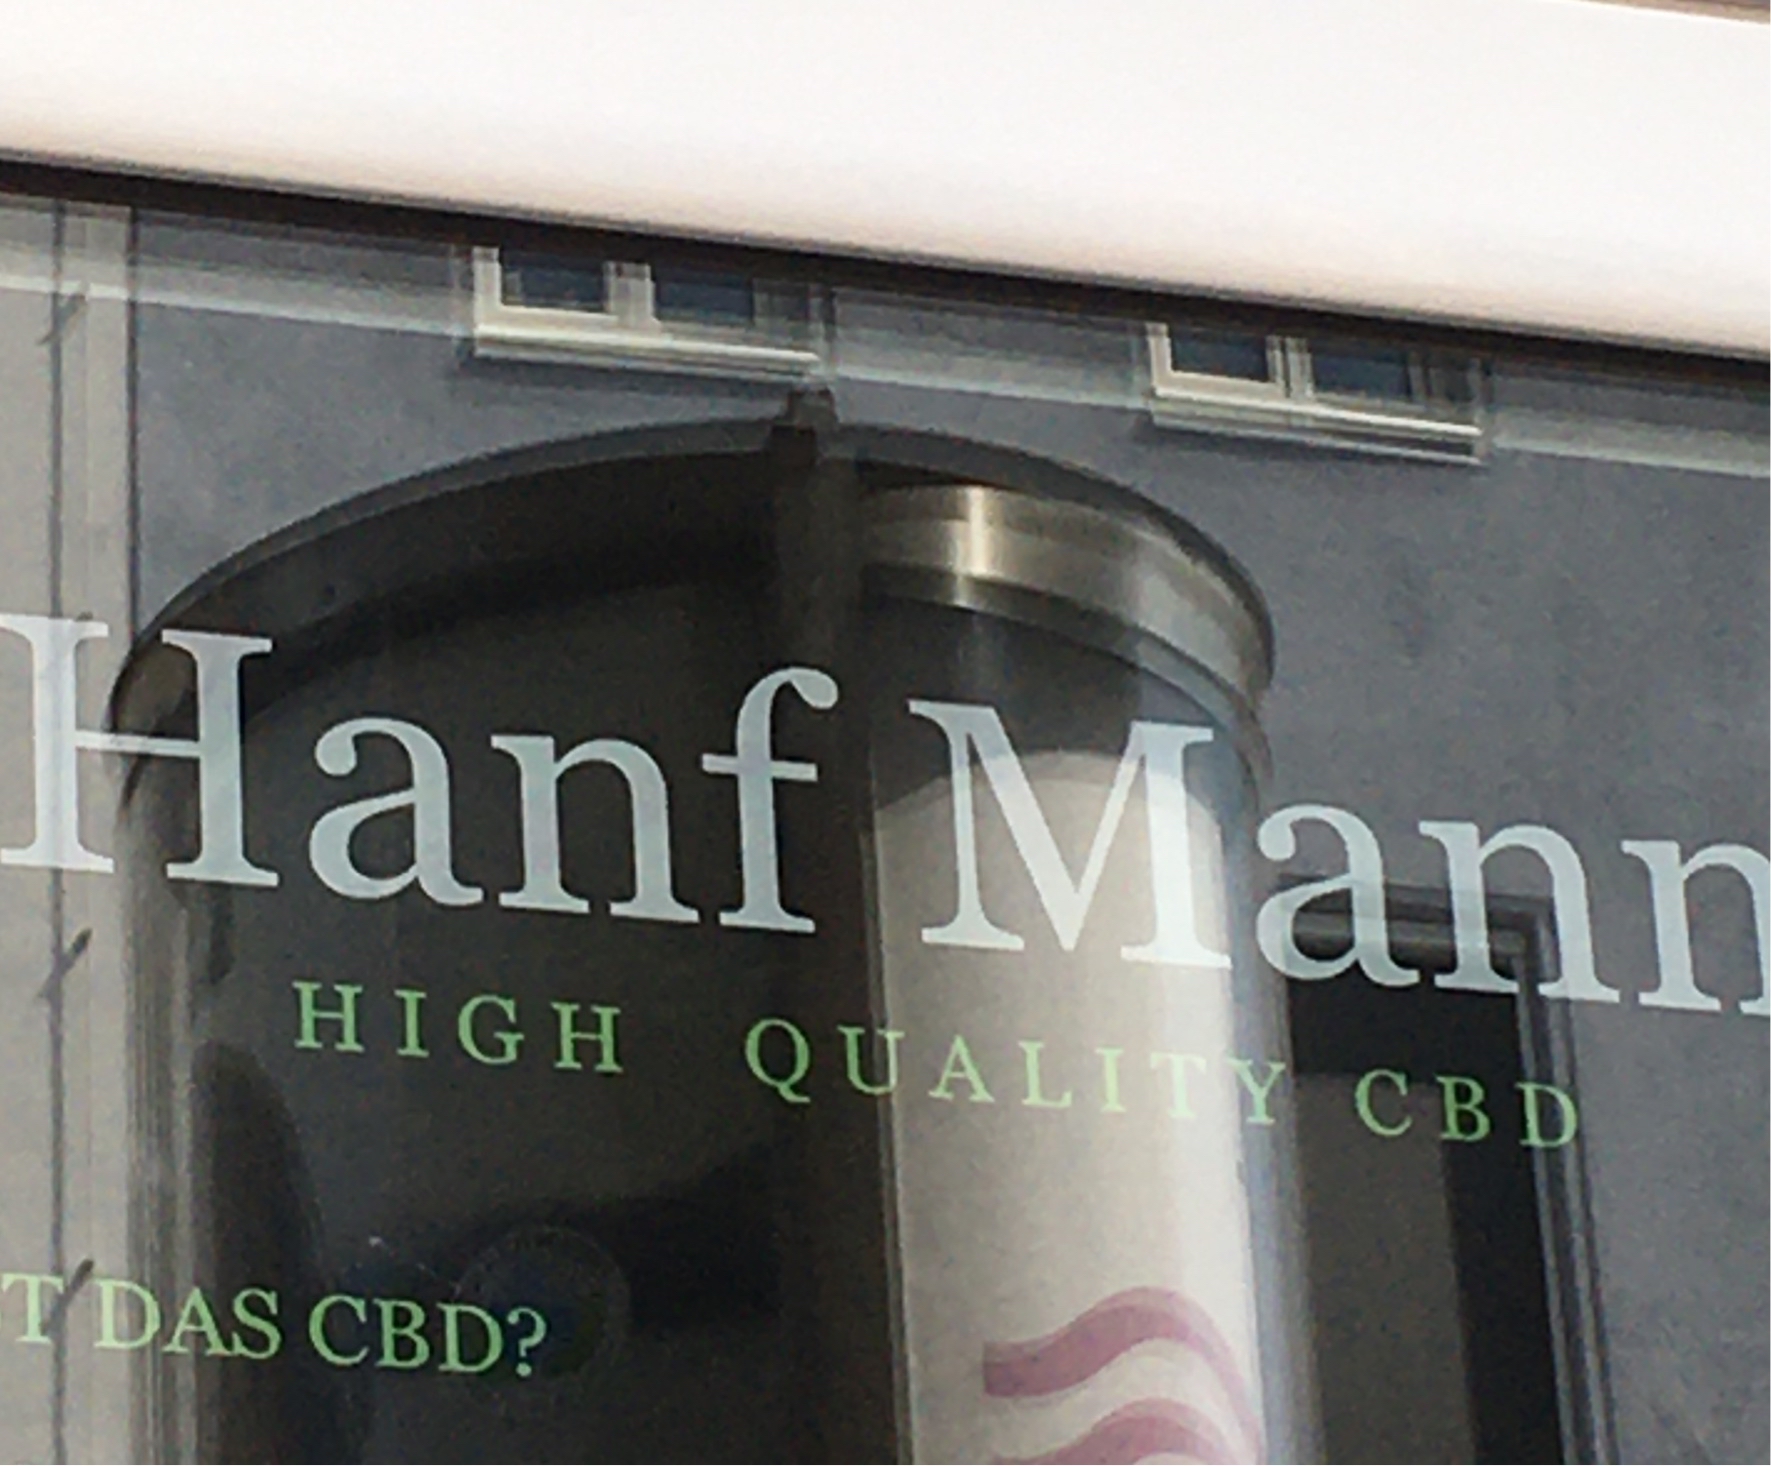 Hanf Mann
HIGH QUALITY CBD
T DAS CBD?